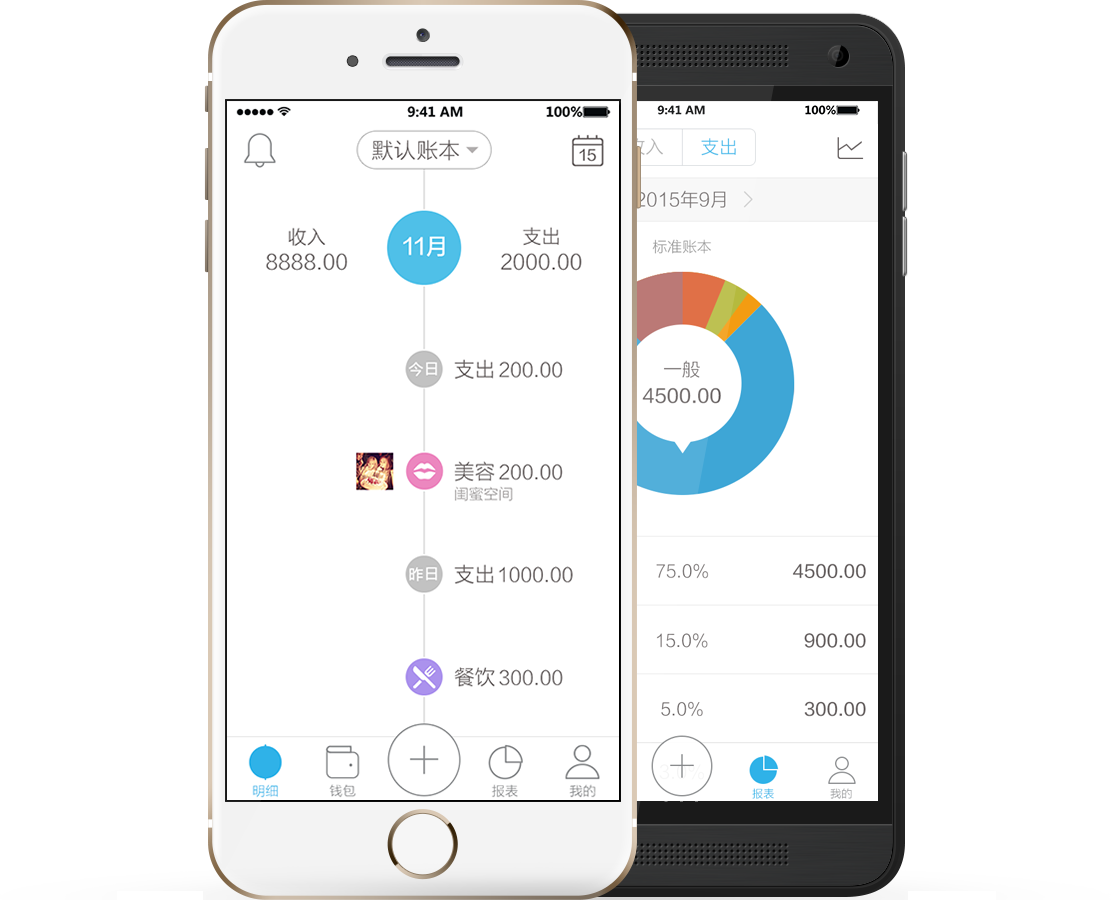 9:41 AM
100%
默认账本
15
收入
8888.00
11月
支出
2000.00
今日
支出 200.00
美容 200.00
闺蜜空间
昨日
支出 1000.00
餐饮 300.00
明细
钱包
报表
我的
9:41 AM
100%
入
支出
2015年9月
标准账本
一般
4500.00
75.0%
4500.00
15.0%
900.00
5.0%
300.00
报表
我的